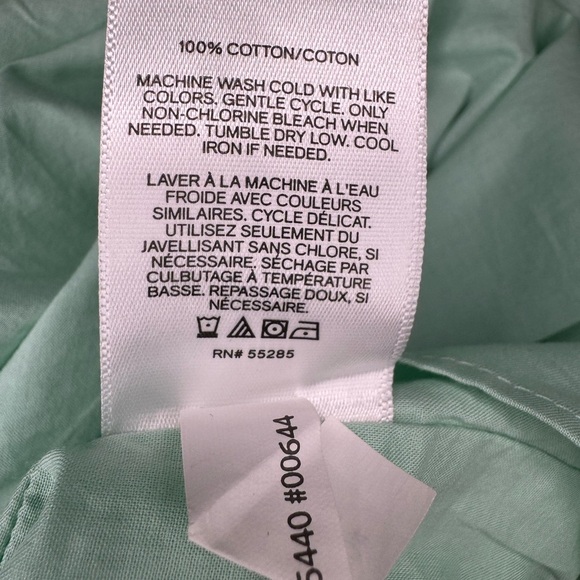 100% COTTON/COTON
MACHINE WASH COLD WITH LIKE
COLORS. GENTLE CYCLE. ONLY
NON-CHLORINE BLEACH WHEN
NEEDED. TUMBLE DRY LOW. COOL
IRON IF NEEDED.
LAVER À LA MACHINE À L'EAU
FROIDE AVEC COULEURS
SIMILAIRES. CYCLE DÉLICAT.
UTILISEZ SEULEMENT DU
JAVELLISANT SANS CHLORE, SI
NÉCESSAIRE. SÉCHAGE PAR
CULBUTAGE À TEMPÉRATURE
BASSE. REPASSAGE DOUX, SI
NÉCESSAIRE.
RN# 55285
5440 #00644